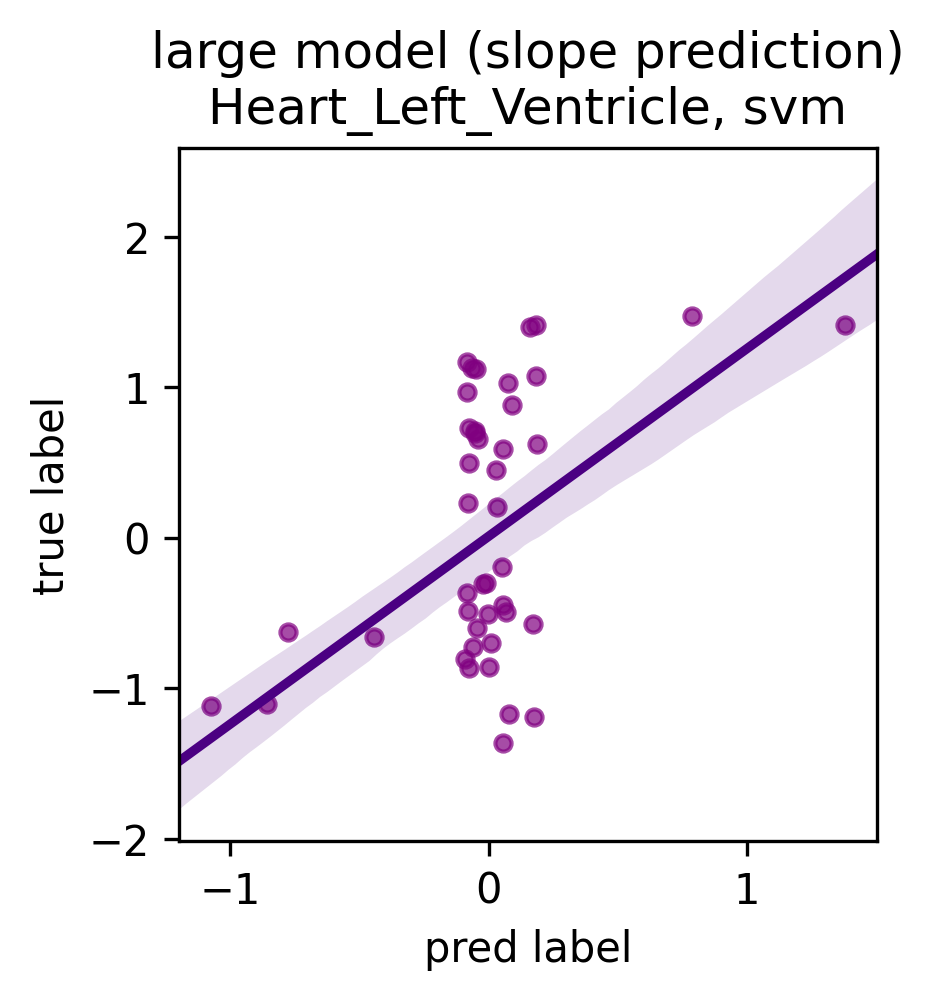 large model (slope prediction)
Heart_Left_Ventricle, svm
true label
2
1
0
−1
−2
−1
0
1
pred label